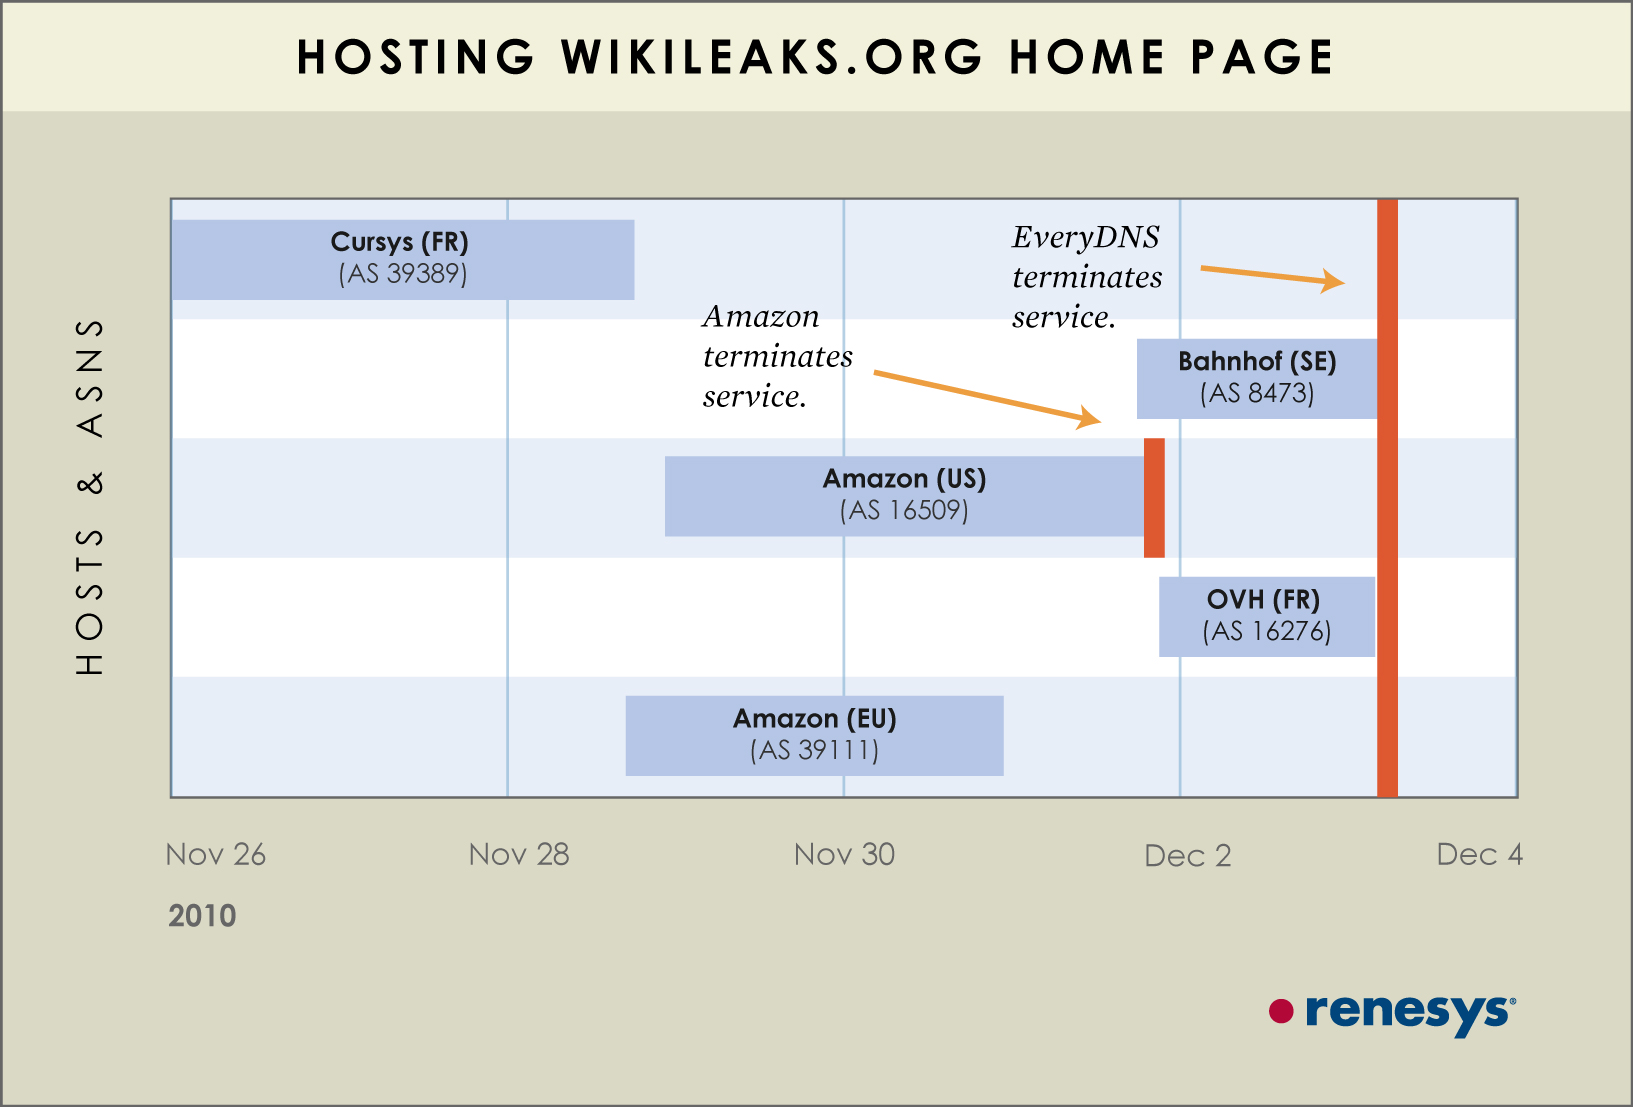 HOSTING WIKILEAKS.ORG HOME PAGE
HOSTS & ASNS
Cursys (FR)
(AS 39389)
EveryDNS
terminates
service.
Amazon
terminates
service.
Bahnhof (SE)
(AS 8473)
Amazon (US)
(AS 16509)
OVH (FR)
(AS 16276)
Amazon (EU)
(AS 39111)
Nov 26
Nov 28
Nov 30
Dec 2
Dec 4
2010
renesys®